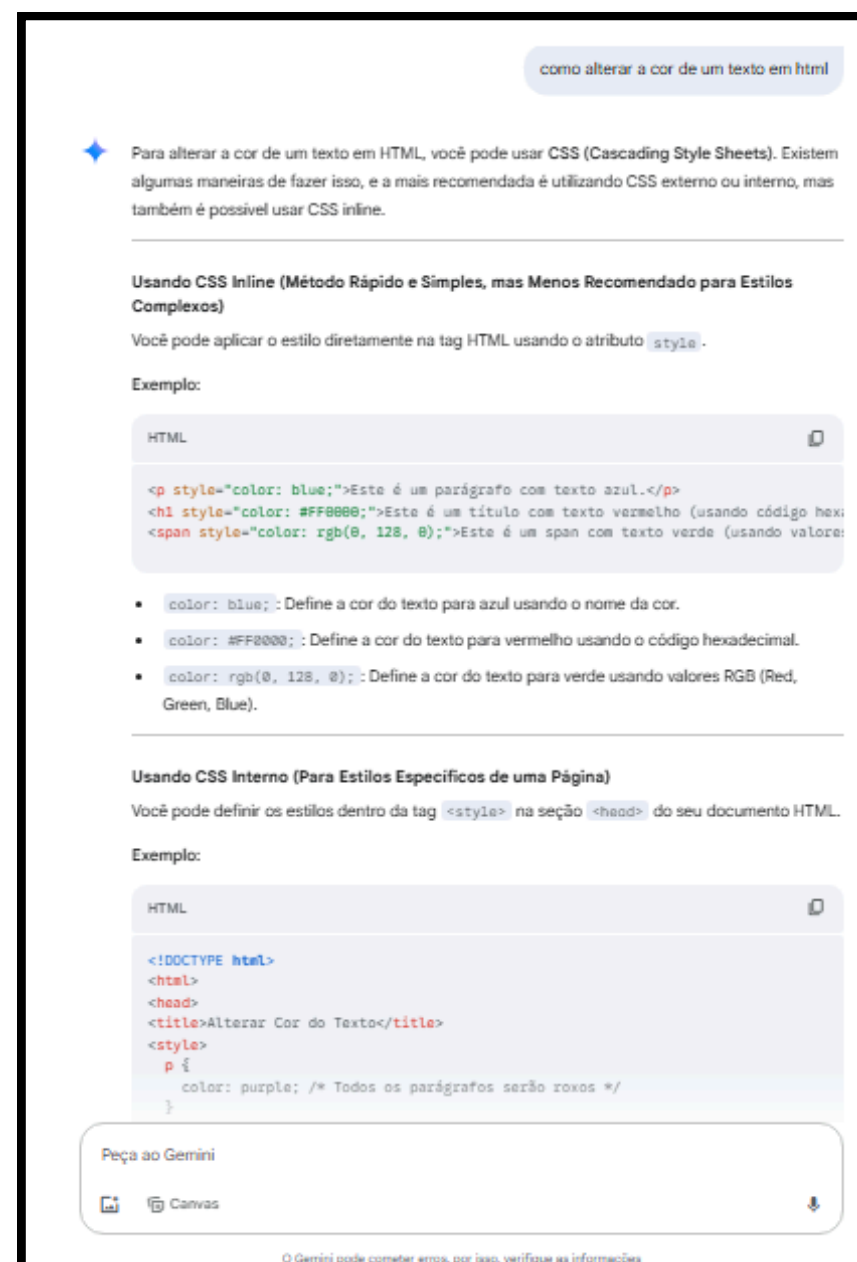 como alterar a cor de um texto em html
Para alterar a cor de um texto em HTML, você pode usar CSS (Cascading Style Sheets). Existem
algumas maneiras de fazer isso, e a mais recomendada é utilizando CSS externo ou interno, mas
também é possível usar CSS inline.
Usando CSS Inline (Método Rápido e Simples, mas Menos Recomendado para Estilos
Complexos)
Você pode aplicar o estilo diretamente na tag HTML usando o atributo style.
Exemplo:
HTML
<p style="color: blue;">Este é um parágrafo com texto azul.</p>
<h1 style="color: #FF0000;">Este é um título com texto vermelho (usando código hexa
<span style="color: rgb(0, 128, 0);">Este é um span com texto verde (usando valores
• color: blue; : Define a cor do texto para azul usando o nome da cor.
• color: #FF0000; : Define a cor do texto para vermelho usando o código hexadecimal.
• color: rgb(0, 128, 0); : Define a cor do texto para verde usando valores RGB (Red,
Green, Blue).
Usando CSS Interno (Para Estilos Específicos de uma Página)
Você pode definir os estilos dentro da tag <style> na seção <head> do seu documento HTML.
Exemplo:
HTML
<!DOCTYPE html>
<html>
<head>
<title>Alterar Cor do Texto</title>
<style>
p {
color: purple; /* Todos os parágrafos serão roxos */
}
Peça ao Gemini
Canvas
O Gemini pode cometer erros, por isso, verifique as informações